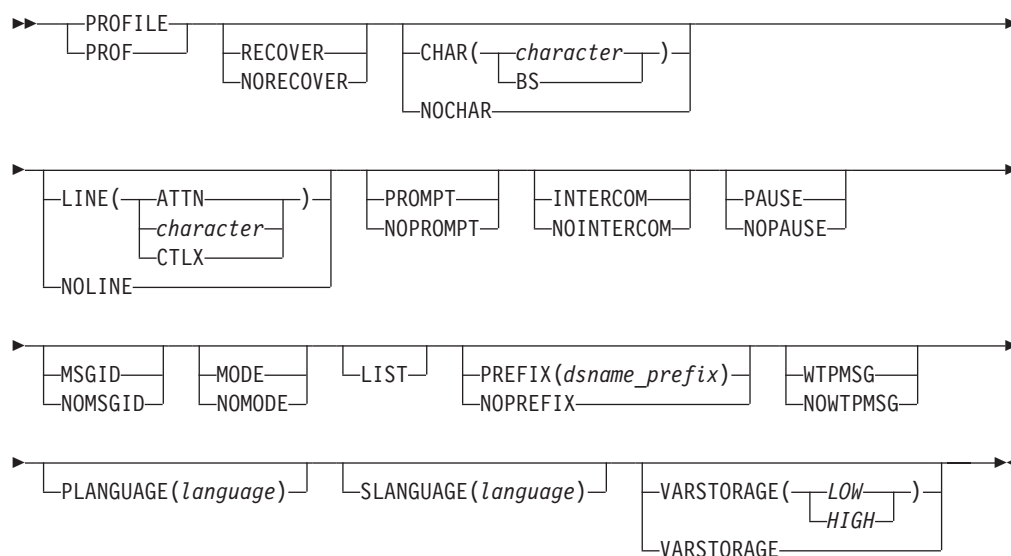 PROFILE
PROF
RECOVER
NORECOVER
CHAR( character )
BS
NOCHAR
LINE( ATTN )
character
CTLX
NOLINE
PROMPT
NOPROMPT
INTERCOM
NOINTERCOM
PAUSE
NOPAUSE
MSGID
NOMSGID
MODE
NOMODE
LIST
PREFIX(dsname_prefix)
NOPREFIX
WTPMSG
NOWTPMSG
PLANGUAGE(language)
SLANGUAGE(language)
VARSTORAGE( LOW )
HIGH
VARSTORAGE